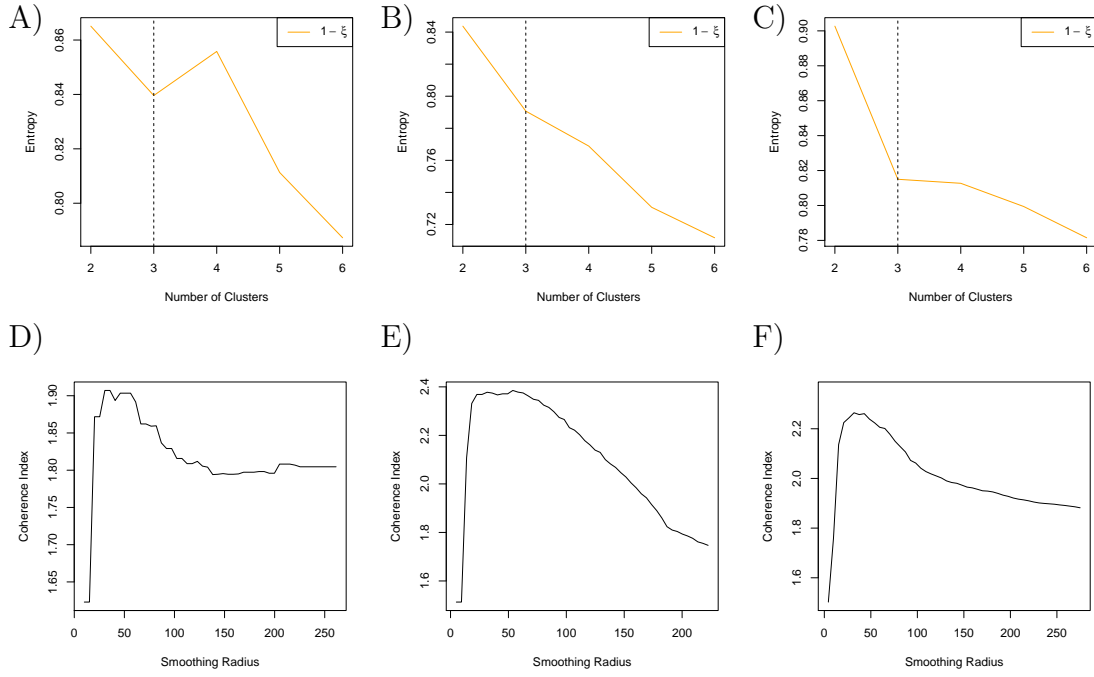 A)
B)
C)
1 − ξ
1 − ξ
1 − ξ
Entropy
0.80 0.82 0.84 0.86
2 3 4 5 6
Number of Clusters
Entropy
0.72 0.76 0.80 0.84
2 3 4 5 6
Number of Clusters
Entropy
0.78 0.80 0.82 0.84 0.86 0.88 0.90
2 3 4 5 6
Number of Clusters
D)
E)
F)
Coherence Index
1.65 1.70 1.75 1.80 1.85 1.90
0 50 100 150 200 250
Smoothing Radius
Coherence Index
1.6 1.8 2.0 2.2 2.4
0 50 100 150 200
Smoothing Radius
Coherence Index
1.6 1.8 2.0 2.2
0 50 100 150 200 250
Smoothing Radius